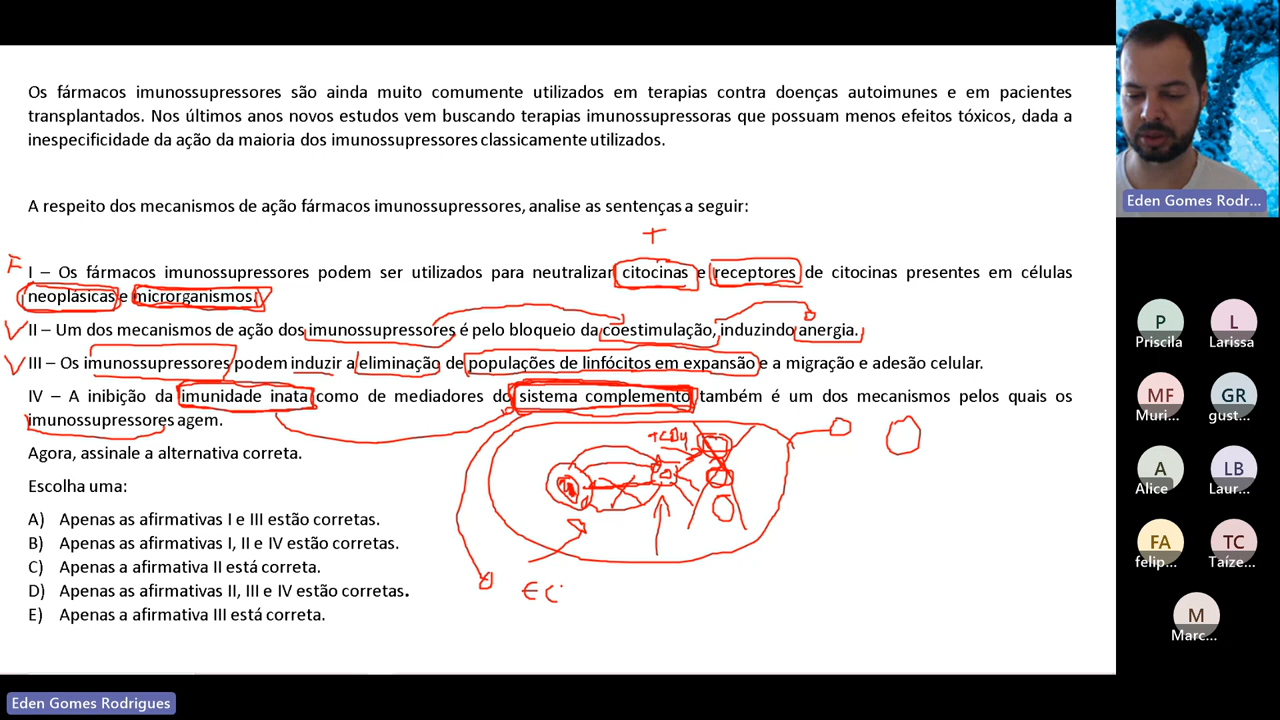 Os fármacos imunossupressores são ainda muito comumente utilizados em terapias contra doenças autoimunes e em pacientes
transplantados. Nos últimos anos novos estudos vem buscando terapias imunossupressoras que possuam menos efeitos tóxicos, dada a
inespecificidade da ação da maioria dos imunossupressores classicamente utilizados.
A respeito dos mecanismos de ação fármacos imunossupressores, analise as sentenças a seguir:
F
I – Os fármacos imunossupressores podem ser utilizados para neutralizar citocinas e receptores de citocinas presentes em células
neoplásicas e microrganismos.
V II – Um dos mecanismos de ação dos imunossupressores é pelo bloqueio da coestimulação, induzindo anergia.
V III – Os imunossupressores podem induzir a eliminação de populações de linfócitos em expansão e a migração e adesão celular.
IV – A inibição da imunidade inata como de mediadores do sistema complemento também é um dos mecanismos pelos quais os
imunossupressores agem.
Agora, assinale a alternativa correta.
Escolha uma:
A) Apenas as afirmativas I e III estão corretas.
B) Apenas as afirmativas I, II e IV estão corretas.
C) Apenas a afirmativa II está correta.
D) Apenas as afirmativas II, III e IV estão corretas.
E) Apenas a afirmativa III está correta.
Eden Gomes Rodr...
P
Priscila
L
Larissa
MF
Muri...
GR
gust...
A
Alice
LB
Laur...
FA
felip...
TC
Taíze...
M
Marc...
Eden Gomes Rodrigues